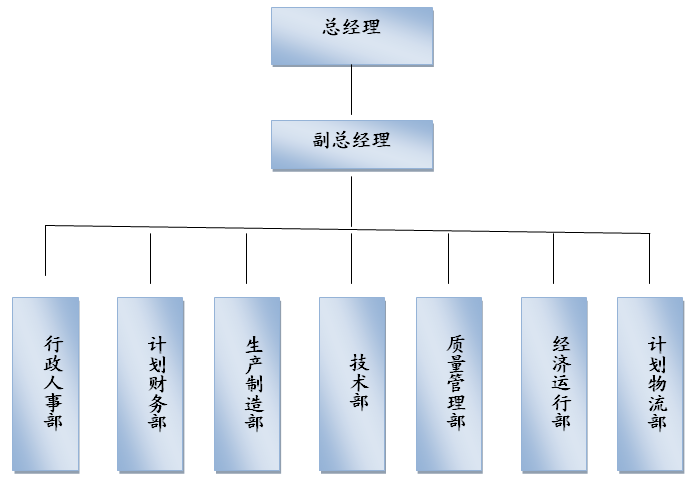 总经理
副总经理
行政人事部
计划财务部
生产制造部
技术部
质量管理部
经济运行部
计划物流部